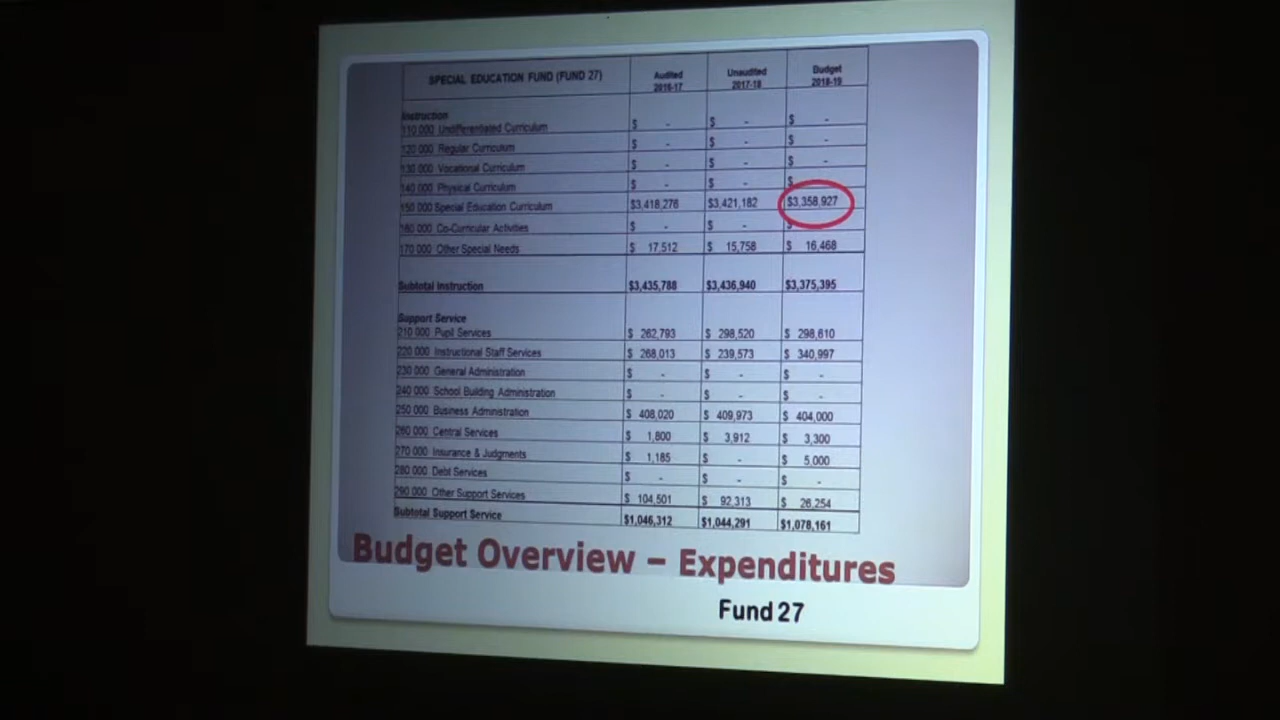 SPECIAL EDUCATION FUND (FUND 27) Audited 2016-17 Unaudited 2017-18 Budget 2018-19
Instruction
110 000 Undifferentiated Curriculum $ - $ - $ -
120 000 Regular Curriculum $ - $ - $ -
130 000 Vocational Curriculum $ - $ - $ -
140 000 Physical Curriculum $ - $ - $
150 000 Special Education Curriculum $3,418,276 $3,421,182 $3,358,927
160 000 Co-Curricular Activities $ - $ - $
170 000 Other Special Needs $ 17,512 $ 15,758 $ 16,468
Subtotal Instruction $3,435,788 $3,436,940 $3,375,395
Support Service
210 000 Pupil Services $ 262,793 $ 298,520 $ 298,610
220 000 Instructional Staff Services $ 268,013 $ 239,573 $ 340,997
230 000 General Administration $ - $ - $ -
240 000 School Building Administration $ - $ - $ -
250 000 Business Administration $ 408,020 $ 409,973 $ 404,000
260 000 Central Services $ 1,800 $ 3,912 $ 3,300
270 000 Insurance & Judgments $ 1,185 $ - $ 5,000
280 000 Debt Services $ - $ - $ -
290 000 Other Support Services $ 104,501 $ 92,313 $ 26,254
Subtotal Support Service $1,046,312 $1,044,291 $1,078,161
Budget Overview – Expenditures
Fund 27